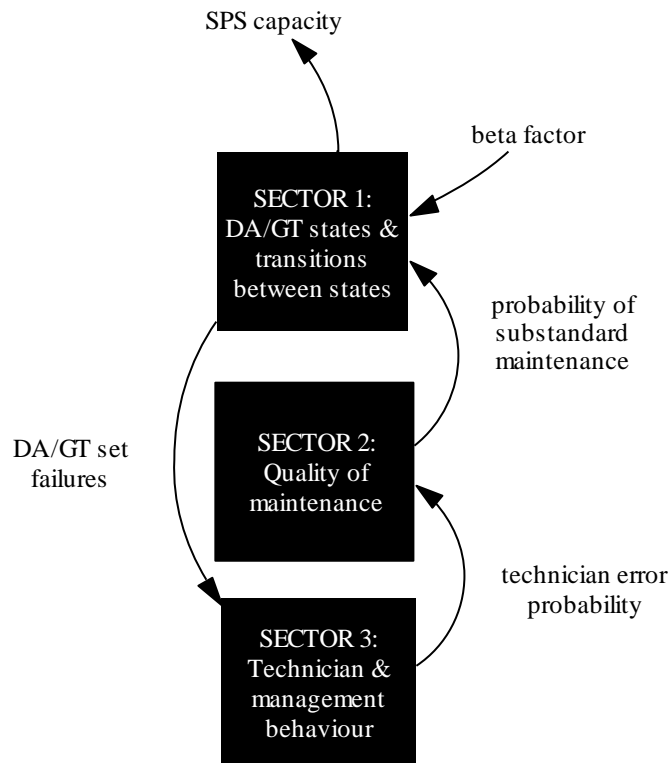 SPS capacity
beta factor
SECTOR 1:
DA/GT states &
transitions
between states
probability of
substandard
maintenance
DA/GT set
failures
SECTOR 2:
Quality of
maintenance
technician error
probability
SECTOR 3:
Technician &
management
behaviour